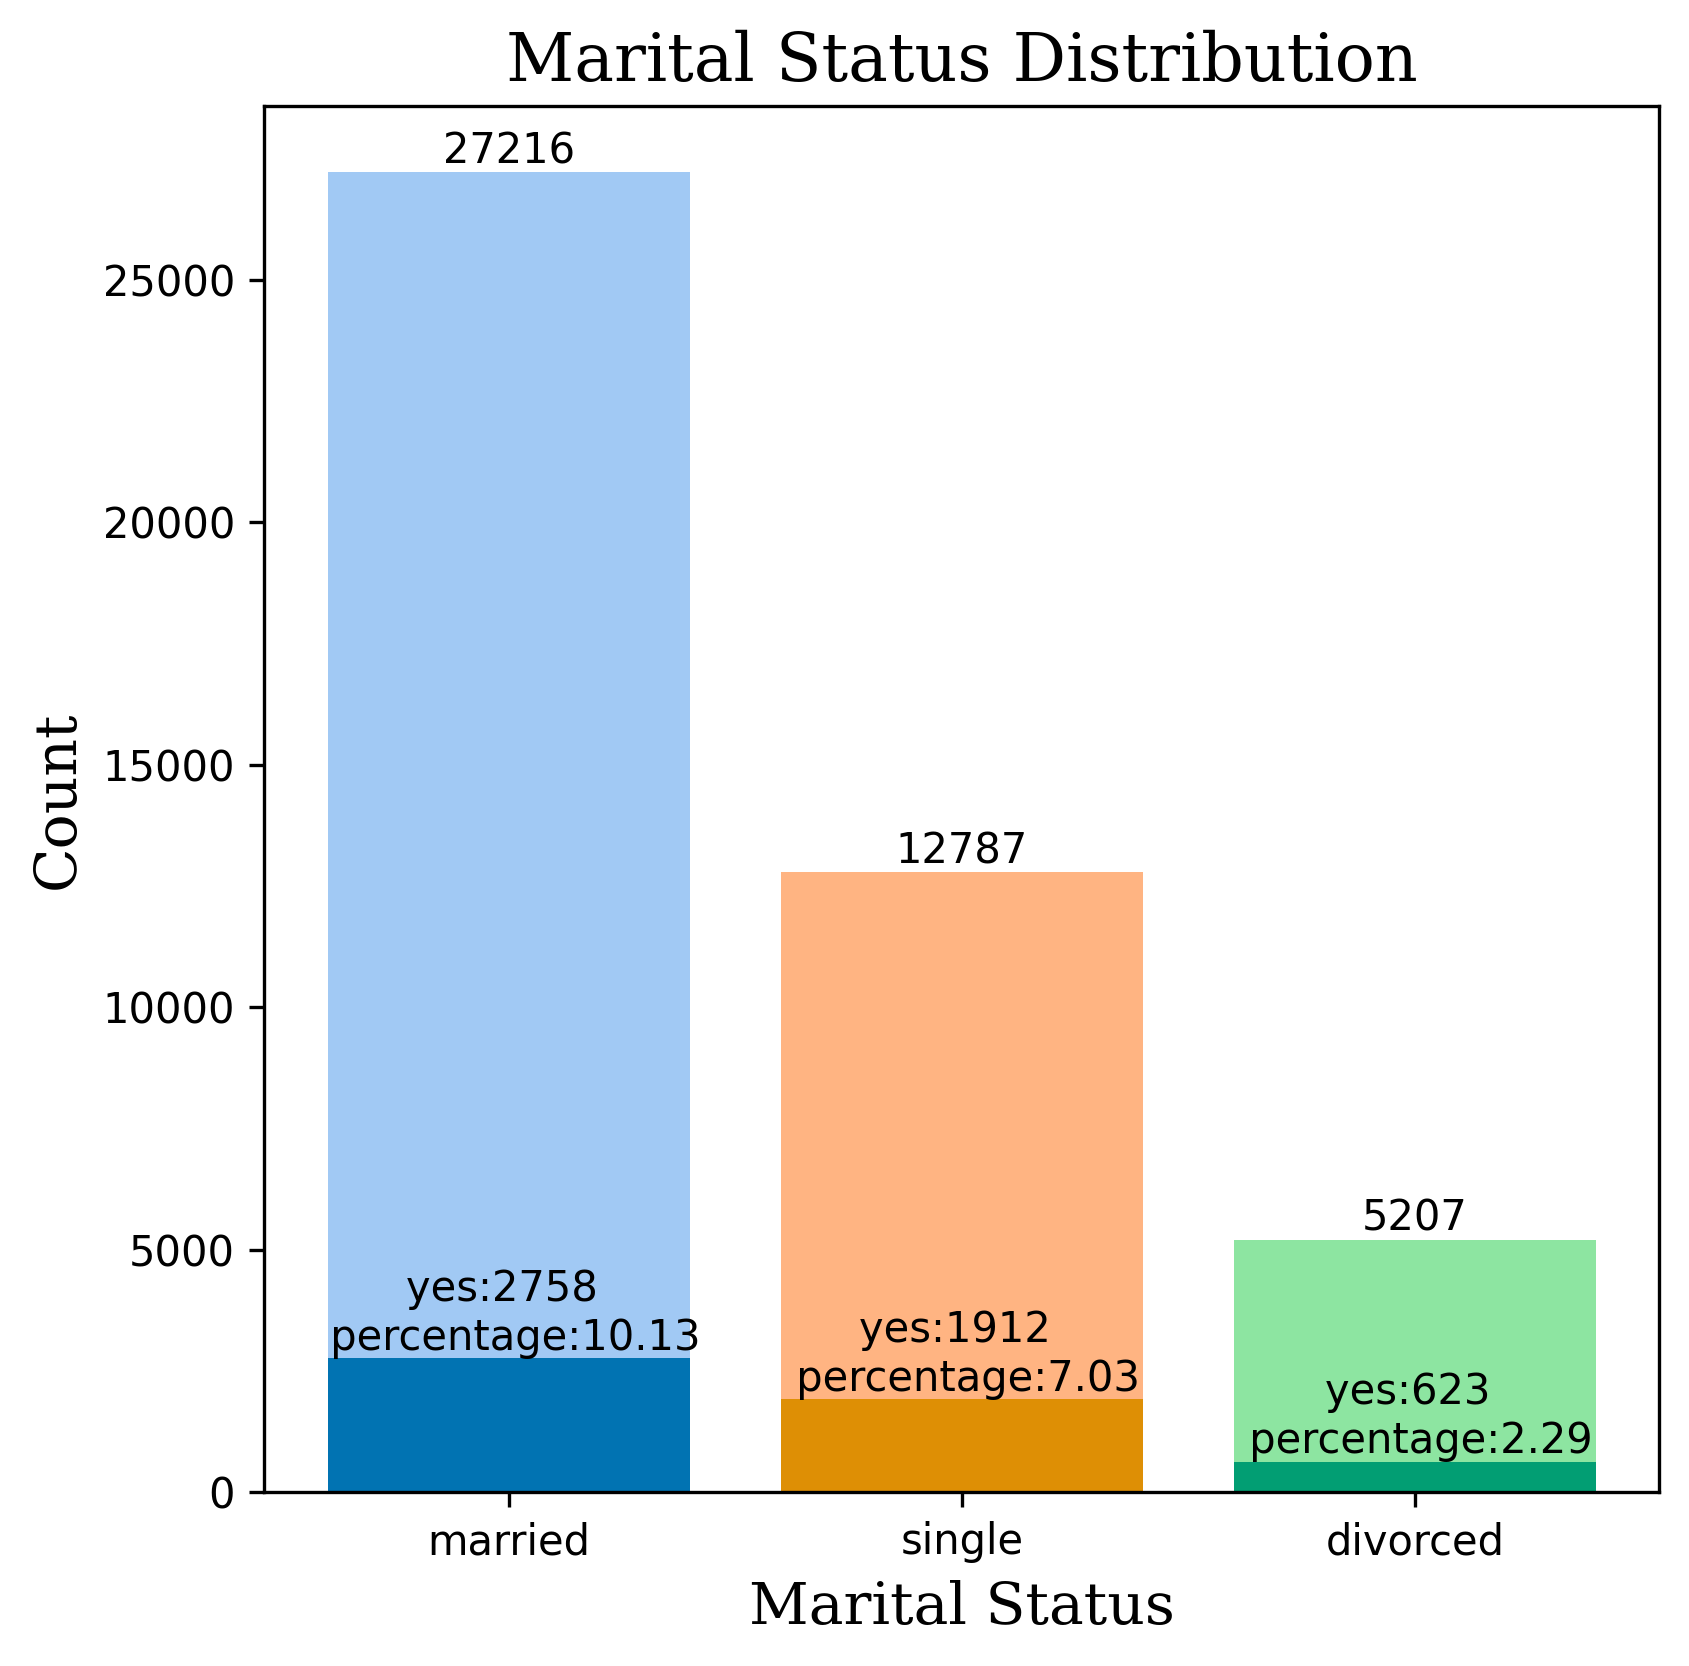 Marital Status Distribution
27216
25000
20000
15000
12787
10000
5207
5000
yes:2758
percentage:10.13
yes:1912
percentage:7.03
yes:623
percentage:2.29
0
married
single
divorced
Count
Marital Status